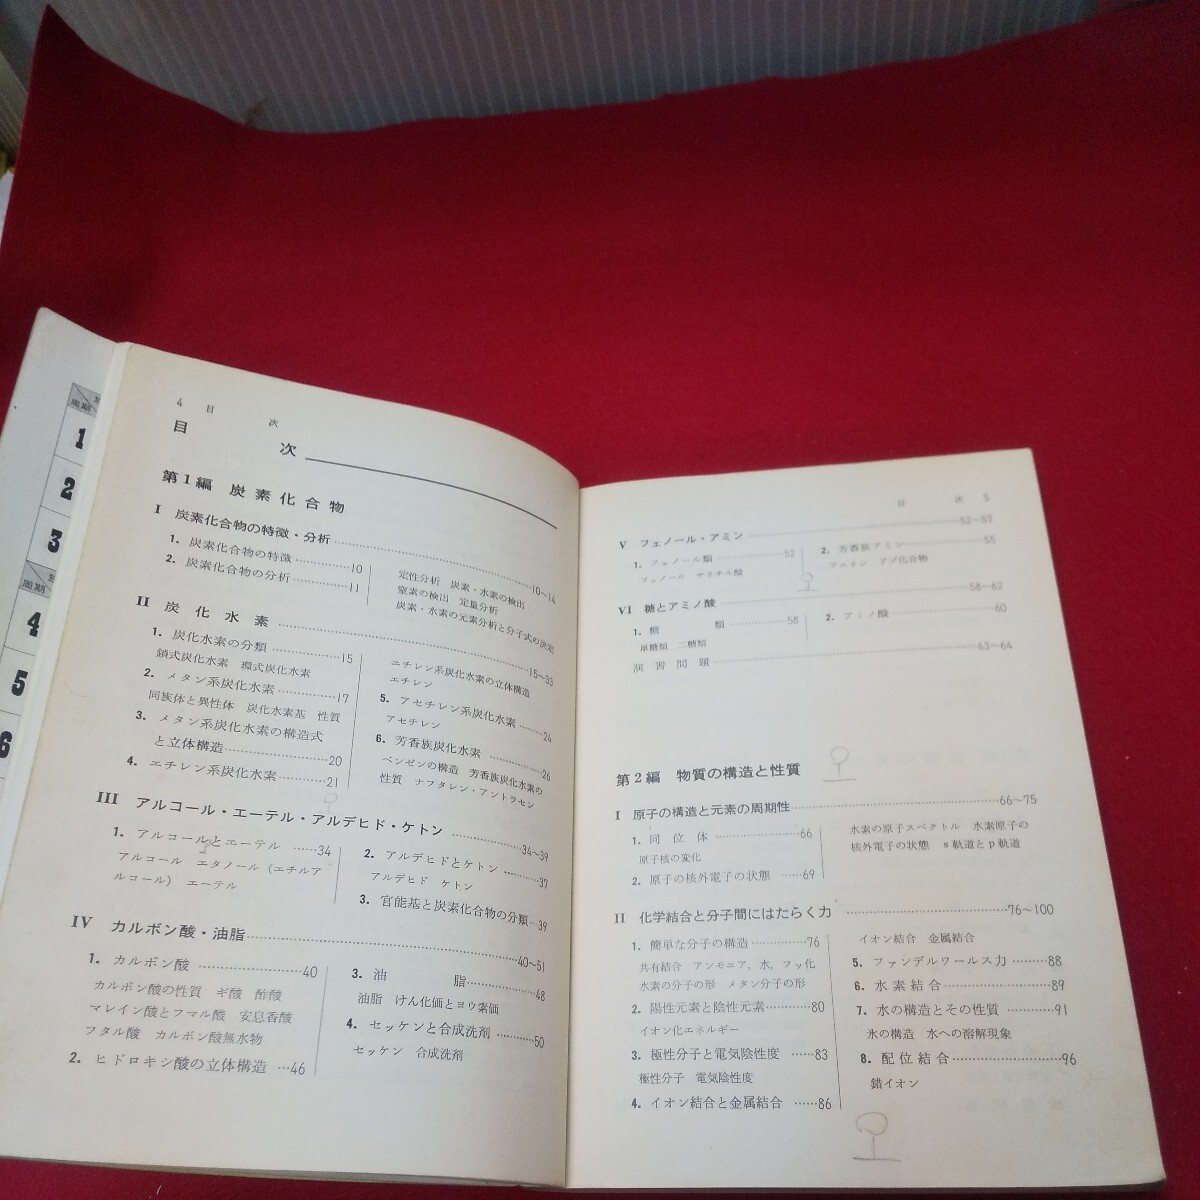 周期
1
2
3
周期
4
5
6
4 目 次
目 次
第1編 炭素化合物
I 炭素化合物の特徴・分析……10~14
1. 炭素化合物の特徴……10
2. 炭素化合物の分析……11
定性分析 炭素・水素の検出
窒素の検出 定量分析
炭素・水素の元素分析と分子式の決定
II 炭化水素……15~33
1. 炭化水素の分類……15
鎖式炭化水素 環式炭化水素
2. メタン系炭化水素……17
同族体と異性体 炭化水素基 性質
3. メタン系炭化水素の構造式
と立体構造……20
4. エチレン系炭化水素……21
エチレン系炭化水素の立体構造
エチレン
5. アセチレン系炭化水素……24
アセチレン
6. 芳香族炭化水素……26
ベンゼンの構造 芳香族炭化水素の
性質 ナフタレン・アントラセン
III アルコール・エーテル・アルデヒド・ケトン……34~39
1. アルコールとエーテル……34
アルコール エタノール(エチルア
ルコール) エーテル
2. アルデヒドとケトン……37
アルデヒド ケトン
3. 官能基と炭素化合物の分類…39
IV カルボン酸・油脂……40~51
1. カルボン酸……40
カルボン酸の性質 ギ酸 酢酸
マレイン酸とフマル酸 安息香酸
フタル酸 カルボン酸無水物
2. ヒドロキシ酸の立体構造…46
3. 油脂……48
油脂 けん化価とヨウ素価
4. セッケンと合成洗剤……50
セッケン 合成洗剤
目 次 5
V フェノール・アミン……52~57
1. フェノール類……52
フェノール サリチル酸
2. 芳香族アミン……55
アニリン アゾ化合物
VI 糖とアミノ酸……58~62
1. 糖類……58
単糖類 二糖類
2. アミノ酸……60
演習問題……63~64
第2編 物質の構造と性質
I 原子の構造と元素の周期性……66~75
1. 同位体……66
原子核の変化
2. 原子の核外電子の状態……69
水素の原子スペクトル 水素原子の
核外電子の状態 s軌道とp軌道
II 化学結合と分子間にはたらく力……76~100
1. 簡単な分子の構造……76
共有結合 アンモニア,水,フッ化
水素の分子の形 メタン分子の形
2. 陽性元素と陰性元素……80
イオン化エネルギー
3. 極性分子と電気陰性度……83
極性分子 電気陰性度
4. イオン結合と金属結合……86
イオン結合 金属結合
5. ファンデルワールス力……88
6. 水素結合……89
7. 水の構造とその性質……91
氷の構造 水への溶解現象
8. 配位結合……96
錯イオン